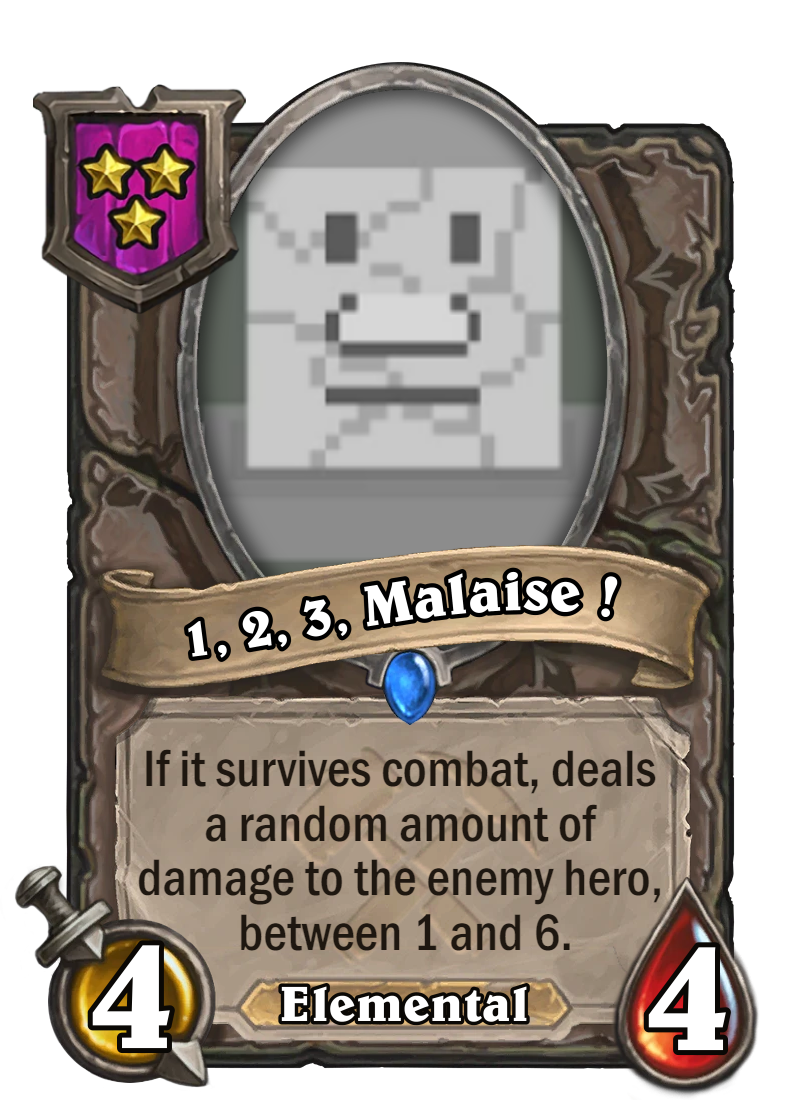 1, 2, 3, Malaise !
If it survives combat, deals
a random amount of
damage to the enemy hero,
between 1 and 6.
4
Elemental
4